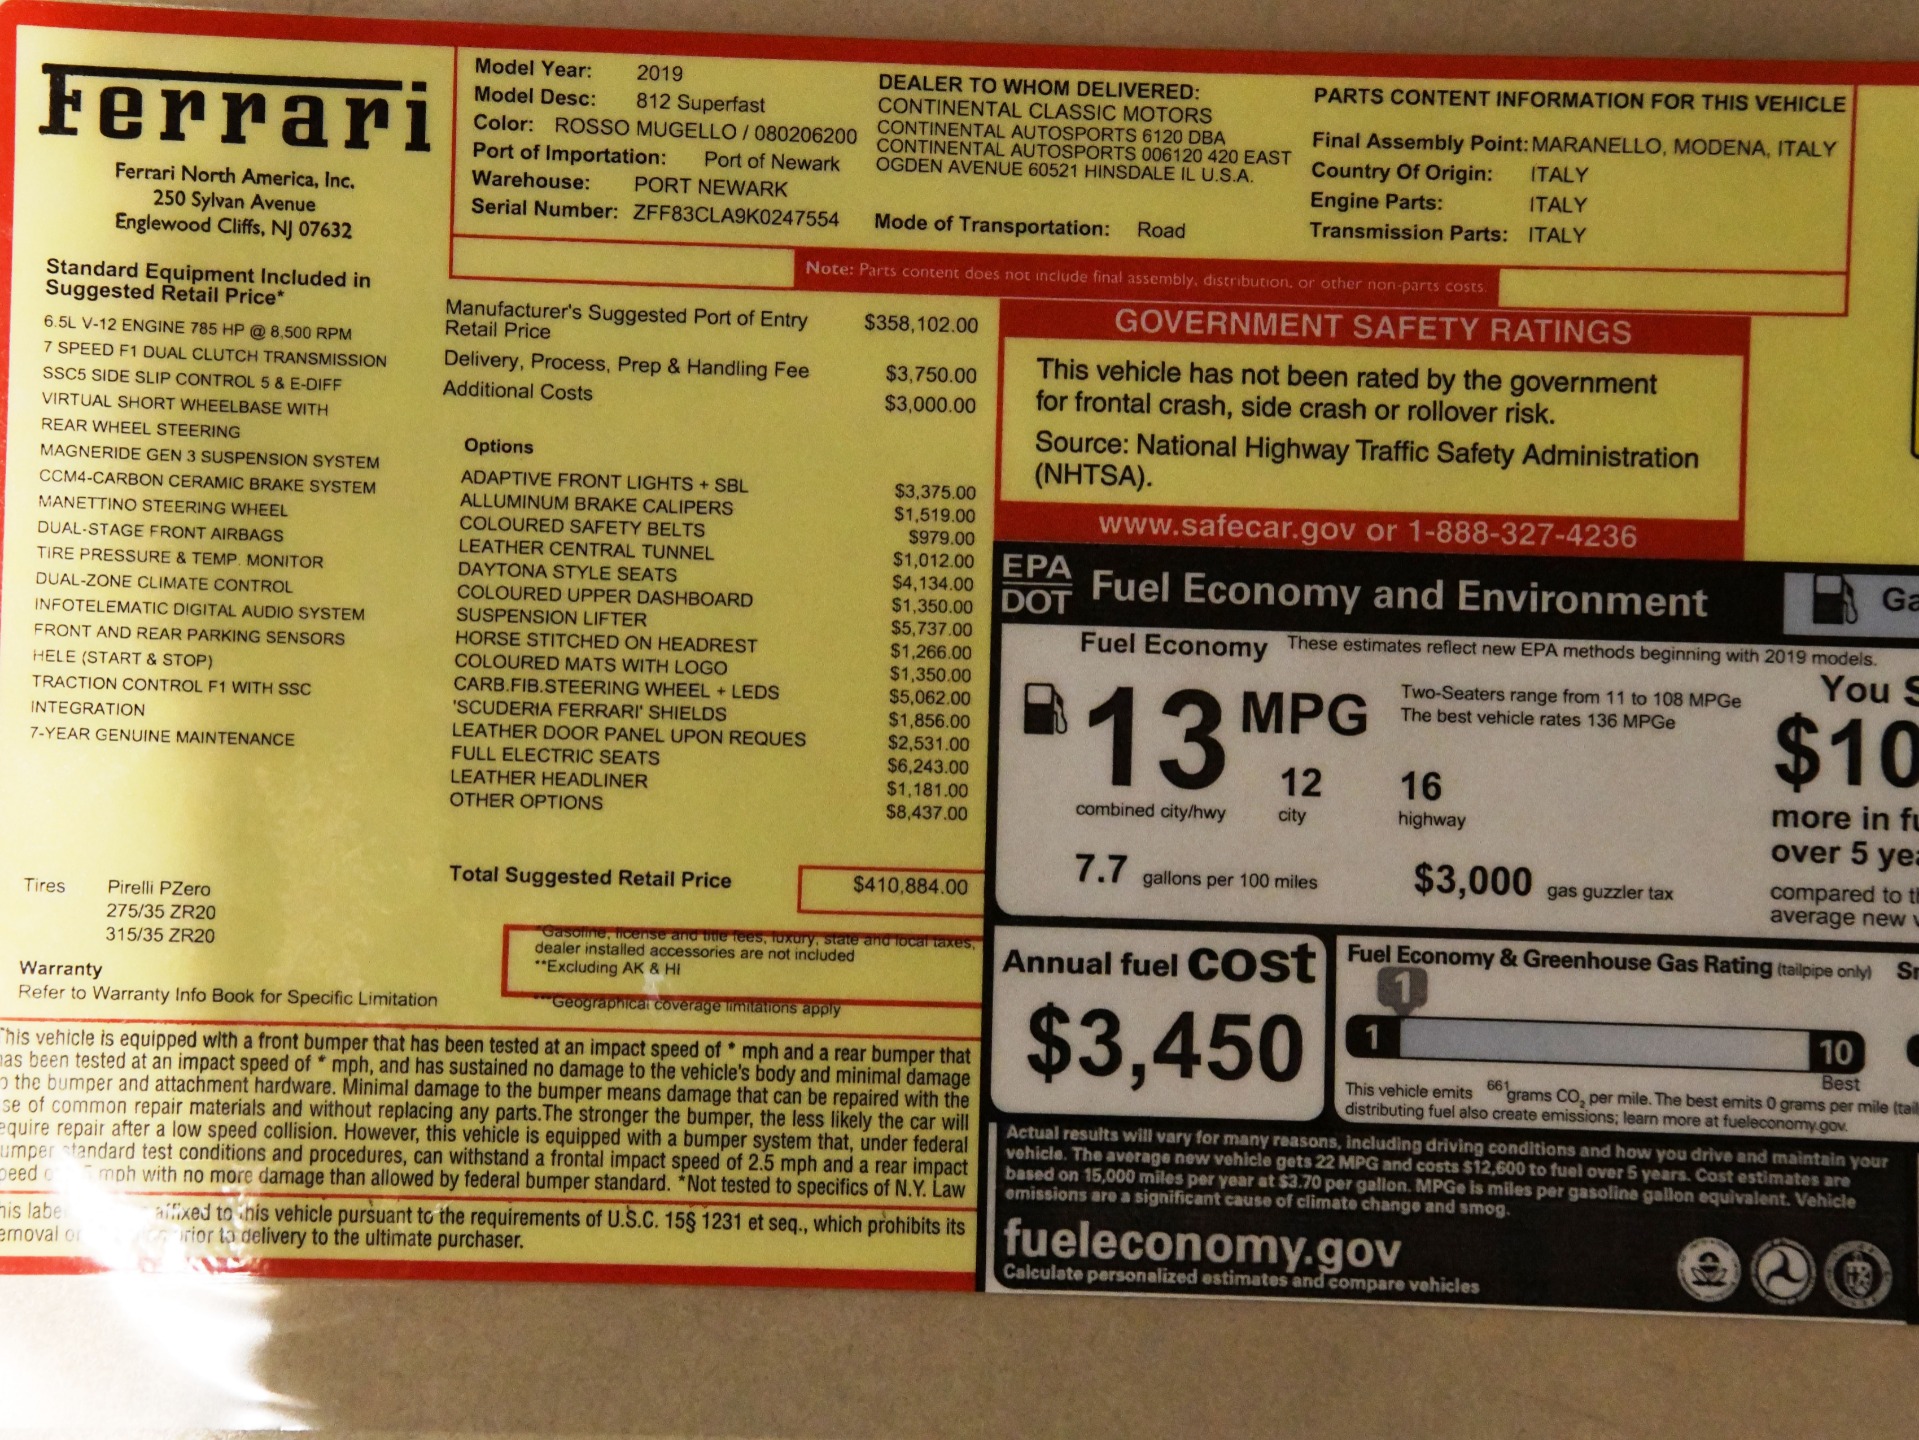 Ferrari
Ferrari North America, Inc.
250 Sylvan Avenue
Englewood Cliffs, NJ 07632
Model Year: 2019
Model Desc: 812 Superfast
Color: ROSSO MUGELLO / 080206200
Port of Importation: Port of Newark
Warehouse: PORT NEWARK
Serial Number: ZFF83CLA9K0247554
DEALER TO WHOM DELIVERED:
CONTINENTAL CLASSIC MOTORS
CONTINENTAL AUTOSPORTS 6120 DBA
CONTINENTAL AUTOSPORTS 006120 420 EAST
OGDEN AVENUE 60521 HINSDALE IL U.S.A.
Mode of Transportation: Road
PARTS CONTENT INFORMATION FOR THIS VEHICLE
Final Assembly Point: MARANELLO, MODENA, ITALY
Country Of Origin: ITALY
Engine Parts: ITALY
Transmission Parts: ITALY
Note: Parts content does not include final assembly, distribution, or other non-parts costs.
Standard Equipment Included in
Suggested Retail Price*
6.5L V-12 ENGINE 785 HP @ 8,500 RPM
7 SPEED F1 DUAL CLUTCH TRANSMISSION
SSC5 SIDE SLIP CONTROL 5 & E-DIFF
VIRTUAL SHORT WHEELBASE WITH
REAR WHEEL STEERING
MAGNERIDE GEN 3 SUSPENSION SYSTEM
CCM4-CARBON CERAMIC BRAKE SYSTEM
MANETTINO STEERING WHEEL
DUAL-STAGE FRONT AIRBAGS
TIRE PRESSURE & TEMP. MONITOR
DUAL-ZONE CLIMATE CONTROL
INFOTELEMATIC DIGITAL AUDIO SYSTEM
FRONT AND REAR PARKING SENSORS
HELE (START & STOP)
TRACTION CONTROL F1 WITH SSC
INTEGRATION
7-YEAR GENUINE MAINTENANCE
Tires Pirelli PZero
275/35 ZR20
315/35 ZR20
Warranty
Refer to Warranty Info Book for Specific Limitation
Manufacturer's Suggested Port of Entry
Retail Price $358,102.00
Delivery, Process, Prep & Handling Fee $3,750.00
Additional Costs $3,000.00
Options
ADAPTIVE FRONT LIGHTS + SBL $3,375.00
ALLUMINUM BRAKE CALIPERS $1,519.00
COLOURED SAFETY BELTS $979.00
LEATHER CENTRAL TUNNEL $1,012.00
DAYTONA STYLE SEATS $4,134.00
COLOURED UPPER DASHBOARD $1,350.00
SUSPENSION LIFTER $5,737.00
HORSE STITCHED ON HEADREST $1,266.00
COLOURED MATS WITH LOGO $1,350.00
CARB.FIB.STEERING WHEEL + LEDS $5,062.00
'SCUDERIA FERRARI' SHIELDS $1,856.00
LEATHER DOOR PANEL UPON REQUES $2,531.00
FULL ELECTRIC SEATS $6,243.00
LEATHER HEADLINER $1,181.00
OTHER OPTIONS $8,437.00
Total Suggested Retail Price $410,884.00
*Gasoline, license and title fees, luxury, state and local taxes,
dealer installed accessories are not included
**Excluding AK & HI
***Geographical coverage limitations apply
This vehicle is equipped with a front bumper that has been tested at an impact speed of * mph and a rear bumper that
has been tested at an impact speed of * mph, and has sustained no damage to the vehicle's body and minimal damage
the bumper and attachment hardware. Minimal damage to the bumper means damage that can be repaired with the
se of common repair materials and without replacing any parts.The stronger the bumper, the less likely the car will
equire repair after a low speed collision. However, this vehicle is equipped with a bumper system that, under federal
umper standard test conditions and procedures, can withstand a frontal impact speed of 2.5 mph and a rear impact
peed mph with no more damage than allowed by federal bumper standard. *Not tested to specifics of N.Y. Law
his labe affixed to this vehicle pursuant to the requirements of U.S.C. 15§ 1231 et seq., which prohibits its
emoval prior to delivery to the ultimate purchaser.
GOVERNMENT SAFETY RATINGS
This vehicle has not been rated by the government
for frontal crash, side crash or rollover risk.
Source: National Highway Traffic Safety Administration
(NHTSA).
www.safecar.gov or 1-888-327-4236
EPA
DOT Fuel Economy and Environment Ga
Fuel Economy These estimates reflect new EPA methods beginning with 2019 models.
13 MPG
Two-Seaters range from 11 to 108 MPGe
The best vehicle rates 136 MPGe
12 16
combined city/hwy city highway
7.7 gallons per 100 miles $3,000 gas guzzler tax
You S
$10
more in fu
over 5 yea
compared to th
average new v
Annual fuel COST
$3,450
Fuel Economy & Greenhouse Gas Rating (tailpipe only) Sm
1
1 10
Best
This vehicle emits 661 grams CO2 per mile. The best emits 0 grams per mile (tail
distributing fuel also create emissions; learn more at fueleconomy.gov.
Actual results will vary for many reasons, including driving conditions and how you drive and maintain your
vehicle. The average new vehicle gets 22 MPG and costs $12,600 to fuel over 5 years. Cost estimates are
based on 15,000 miles per year at $3.70 per gallon. MPGe is miles per gasoline gallon equivalent. Vehicle
emissions are a significant cause of climate change and smog.
fueleconomy.gov
Calculate personalized estimates and compare vehicles